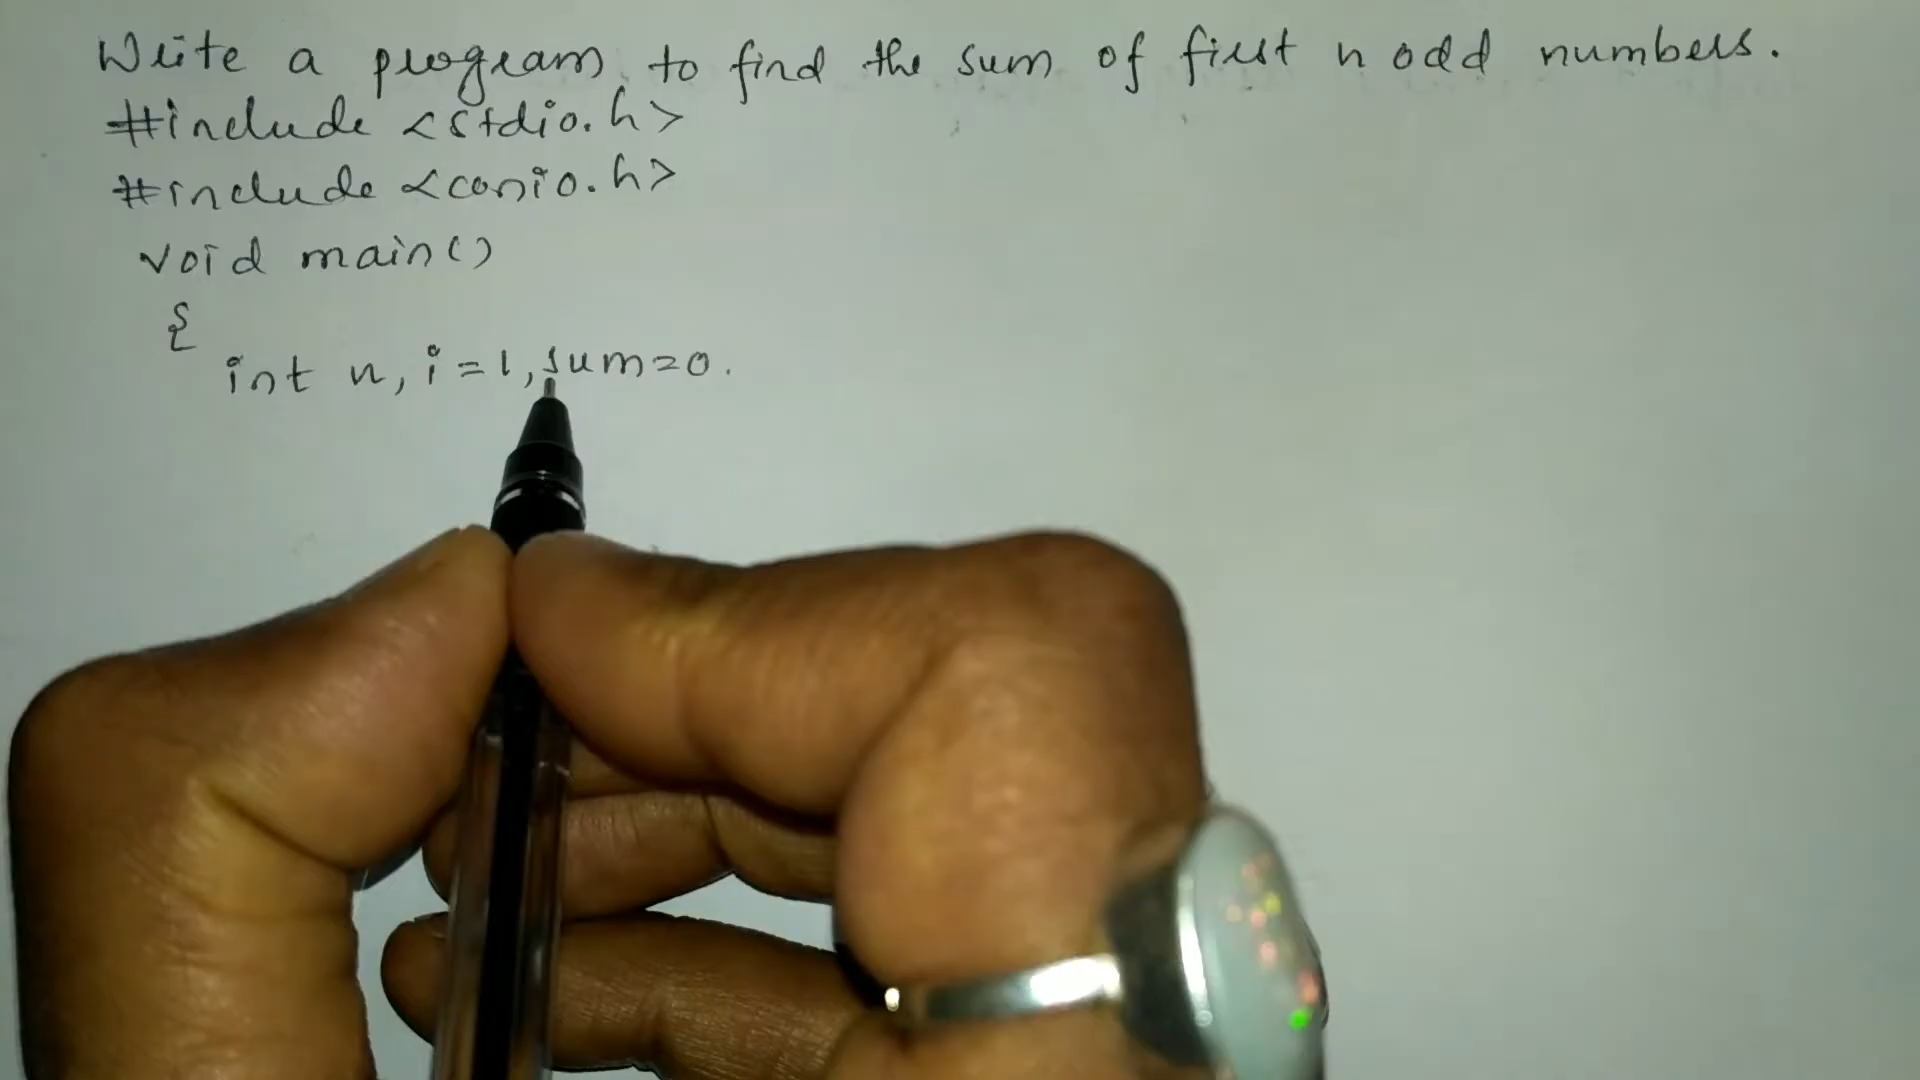 Write a program to find the sum of first n odd numbers.
#include <stdio.h>
#include <conio.h>
void main()
{
int n, i=1, sum=0.